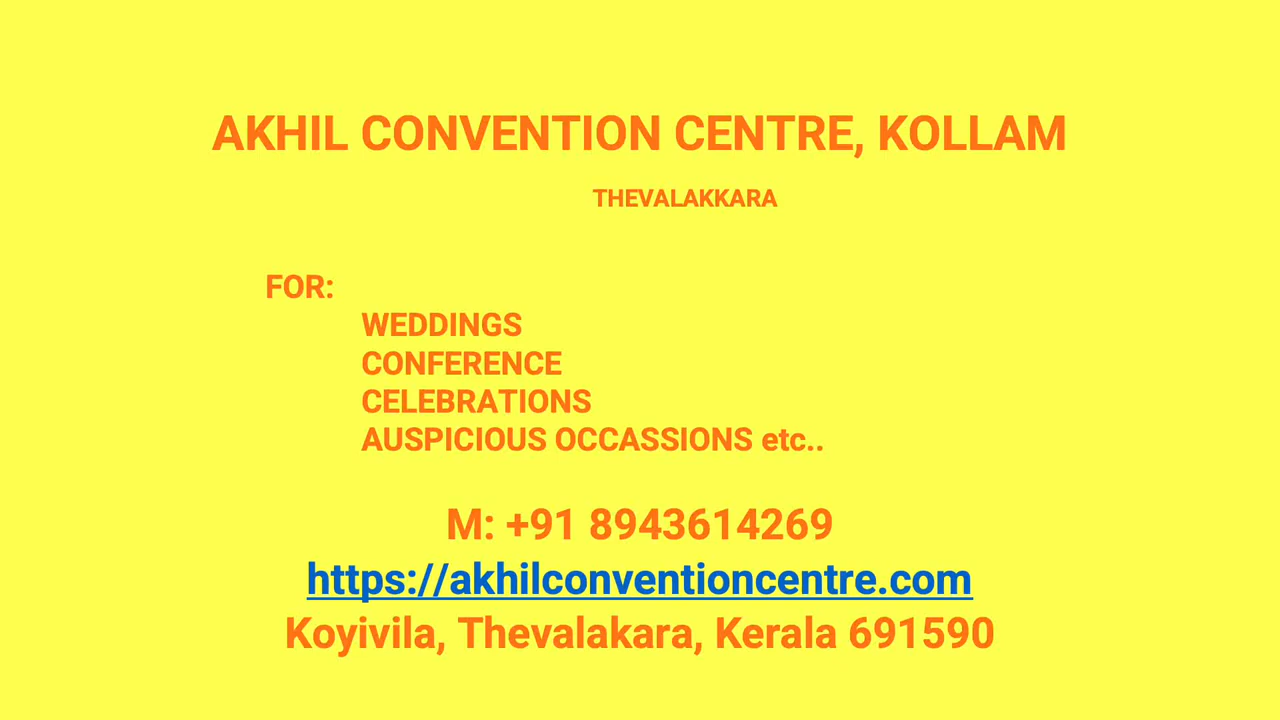 AKHIL CONVENTION CENTRE, KOLLAM
THEVALAKKARA
FOR:
WEDDINGS
CONFERENCE
CELEBRATIONS
AUSPICIOUS OCCASSIONS etc..
M: +91 8943614269
https://akhilconventioncentre.com
Koyivila, Thevalakara, Kerala 691590